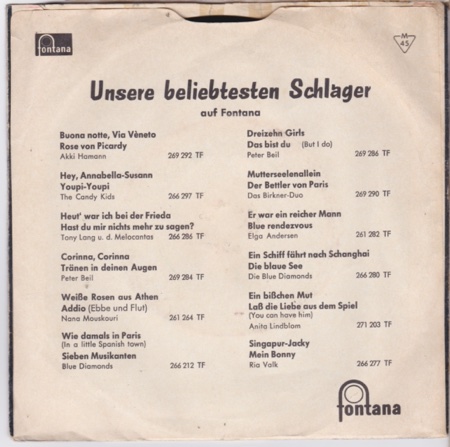 fontana
M
45
Unsere beliebtesten Schlager
auf Fontana
Buona notte, Via Vèneto
Rose von Picardy
Akki Hamann 269 292 TF
Hey, Annabella-Susann
Youpi-Youpi
The Candy Kids 266 297 TF
Heut' war ich bei der Frieda
Hast du mir nichts mehr zu sagen?
Tony Lang u. d. Melocantos 266 286 TF
Corinna, Corinna
Tränen in deinen Augen
Peter Beil 269 284 TF
Weiße Rosen aus Athen
Addio (Ebbe und Flut)
Nana Mouskouri 261 264 TF
Wie damals in Paris
(In a little Spanish town)
Sieben Musikanten
Blue Diamonds 266 212 TF
Dreizehn Girls
Das bist du (But I do)
Peter Beil 269 286 TF
Mutterseelenallein
Der Bettler von Paris
Das Birkner-Duo 269 290 TF
Er war ein reicher Mann
Blue rendezvous
Elga Andersen 261 282 TF
Ein Schiff fährt nach Schanghai
Die blaue See
Die Blue Diamonds 266 280 TF
Ein bißchen Mut
Laß die Liebe aus dem Spiel
(You can have him)
Anita Lindblom 271 203 TF
Singapur-Jacky
Mein Bonny
Ria Valk 266 277 TF
fontana